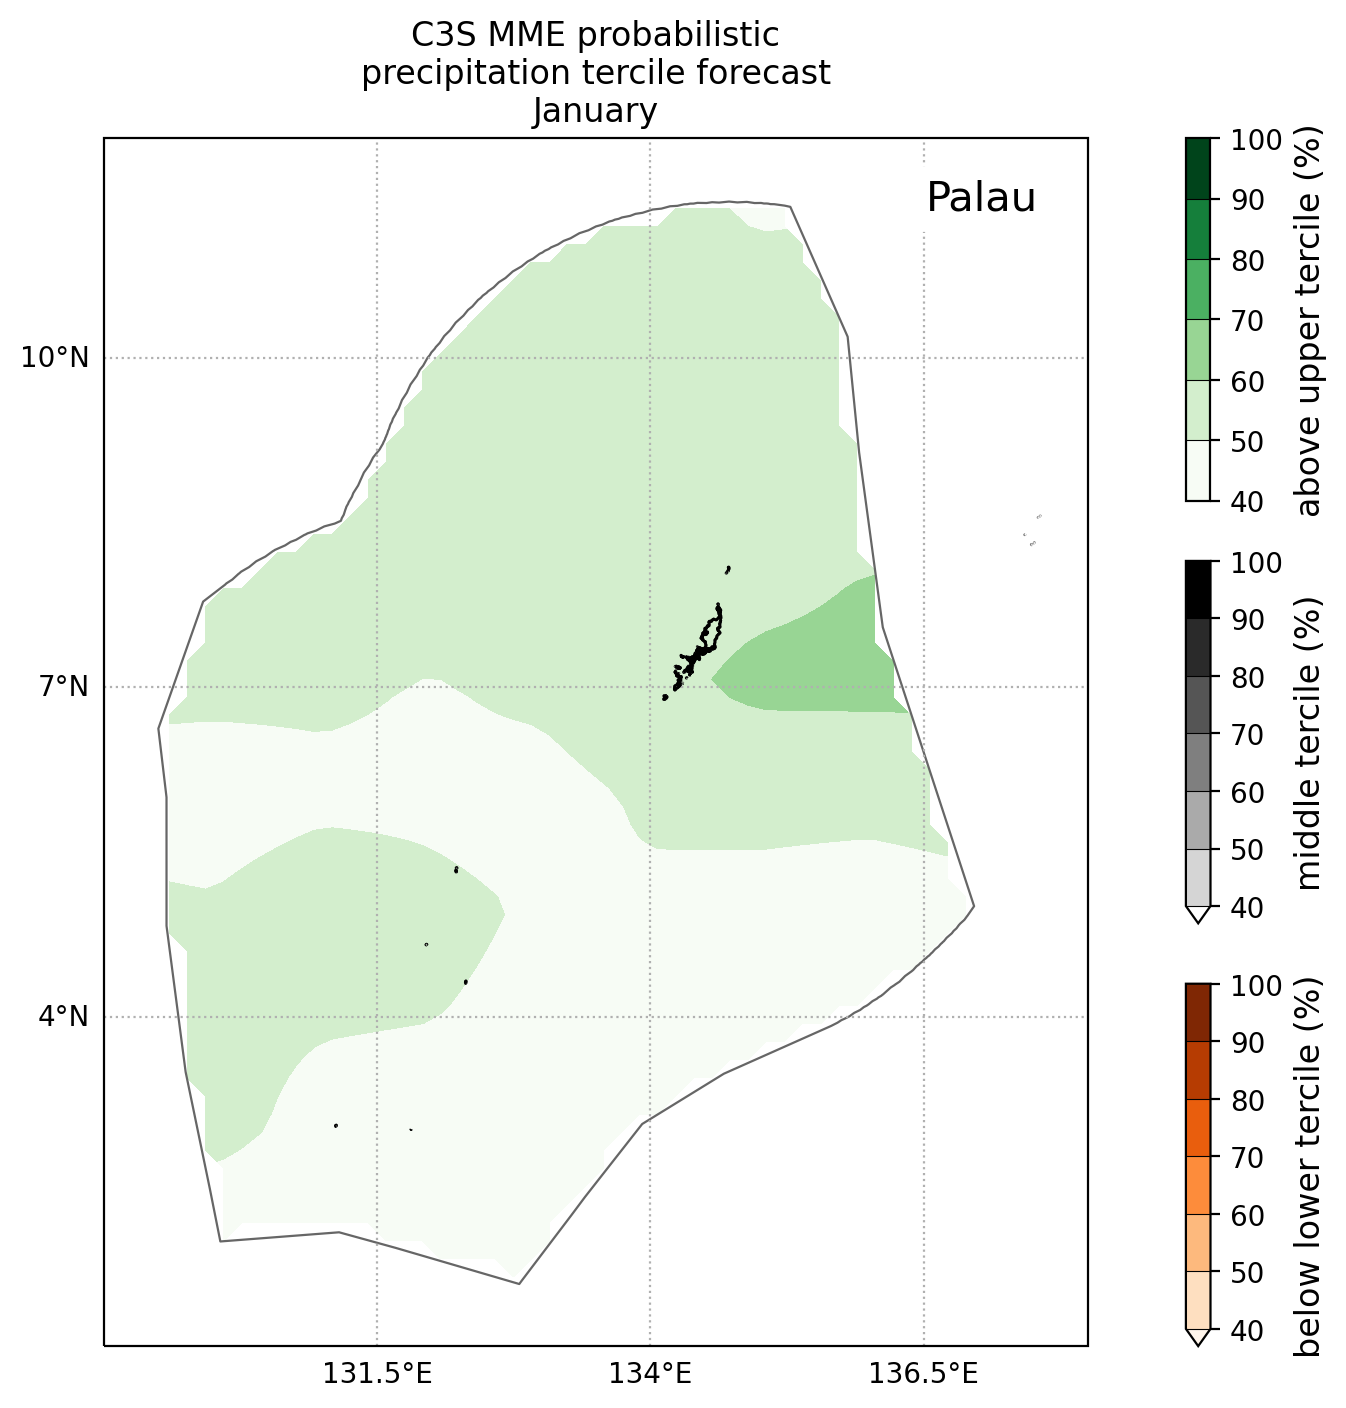 C3S MME probabilistic
precipitation tercile forecast
January
Palau
10°N
7°N
4°N
131.5°E
134°E
136.5°E
100
90
80
70
60
50
40
above upper tercile (%)
100
90
80
70
60
50
40
middle tercile (%)
100
90
80
70
60
50
40
below lower tercile (%)